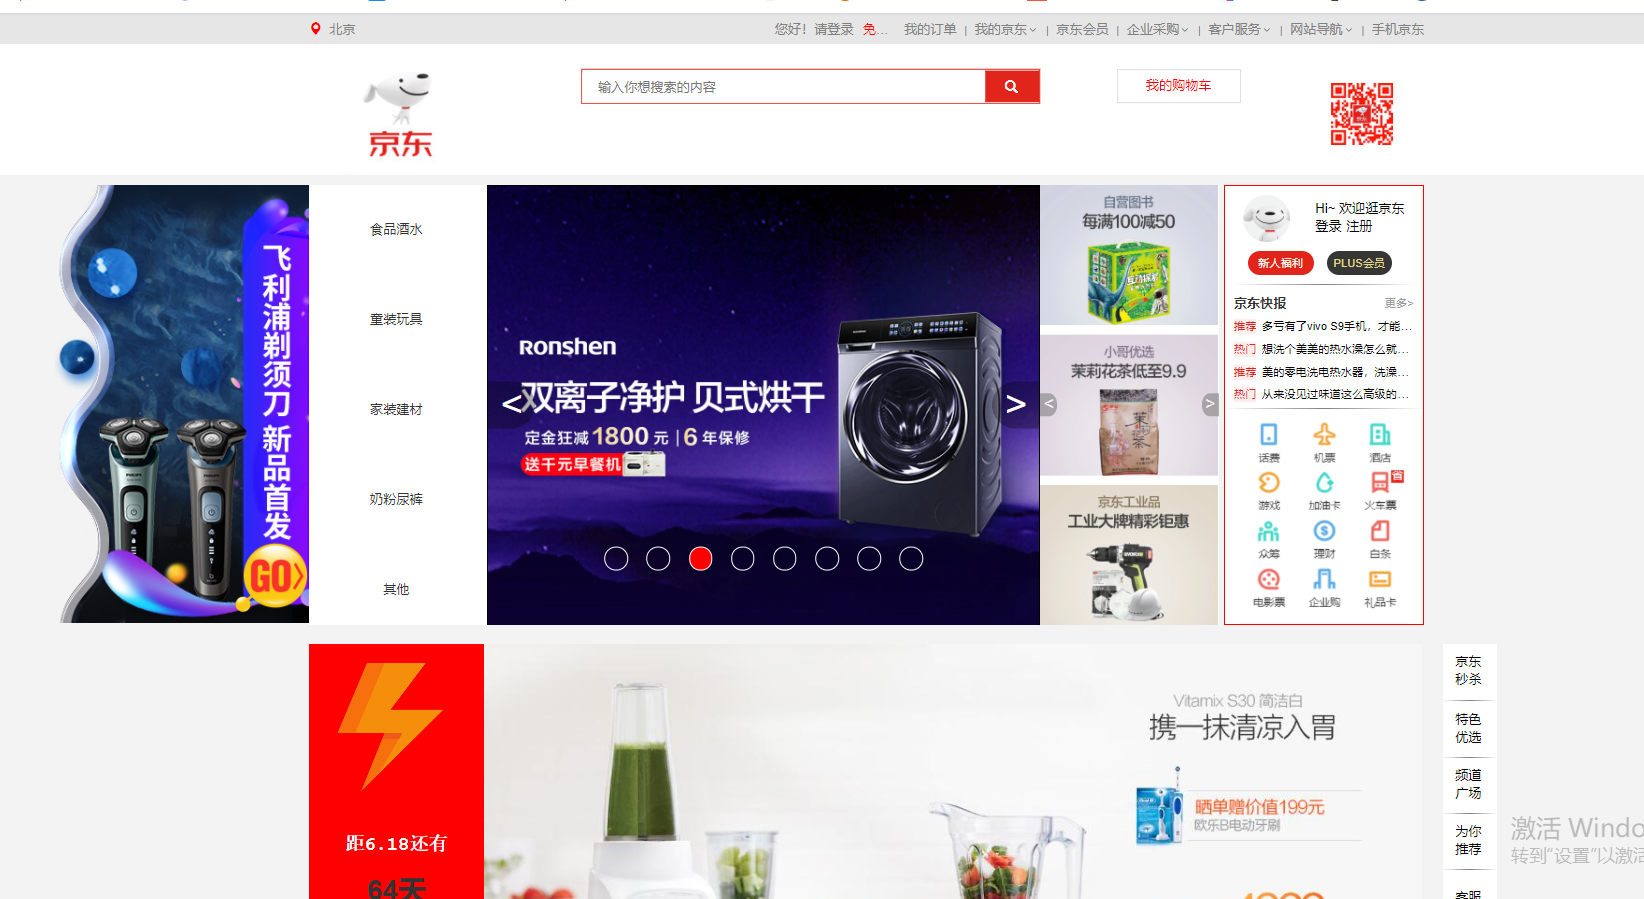 北京
您好！请登录 免...
我的订单 | 我的京东 | 京东会员 | 企业采购 | 客户服务 | 网站导航 | 手机京东
京东
输入你想搜索的内容
我的购物车
飞利浦剃须刀 新品首发
PHILIPS
GO
食品酒水
童装玩具
家装建材
奶粉尿裤
其他
Ronshen
双离子净护 贝式烘干
定金狂减1800元 | 6年保修
送千元早餐机
<
>
自营图书
每满100减50
小哥优选
茉莉花茶低至9.9
<
>
京东工业品
工业大牌精彩钜惠
Hi~ 欢迎逛京东
登录 注册
新人福利
PLUS会员
京东快报
更多>
推荐 多亏有了vivo S9手机，才能...
热门 想洗个美美的热水澡怎么就...
推荐 美的零电洗电热水器，洗澡...
热门 从来没见过味道这么高级的...
话费
机票
酒店
省
游戏
加油卡
火车票
众筹
理财
白条
电影票
企业购
礼品卡
距6.18还有
64天
Vitamix S30 简洁白
携一抹清凉入胃
晒单赠价值199元
欧乐B电动牙刷
京东
秒杀
特色
优选
频道
广场
为你
推荐
客服
激活 Windo
转到"设置"以激活